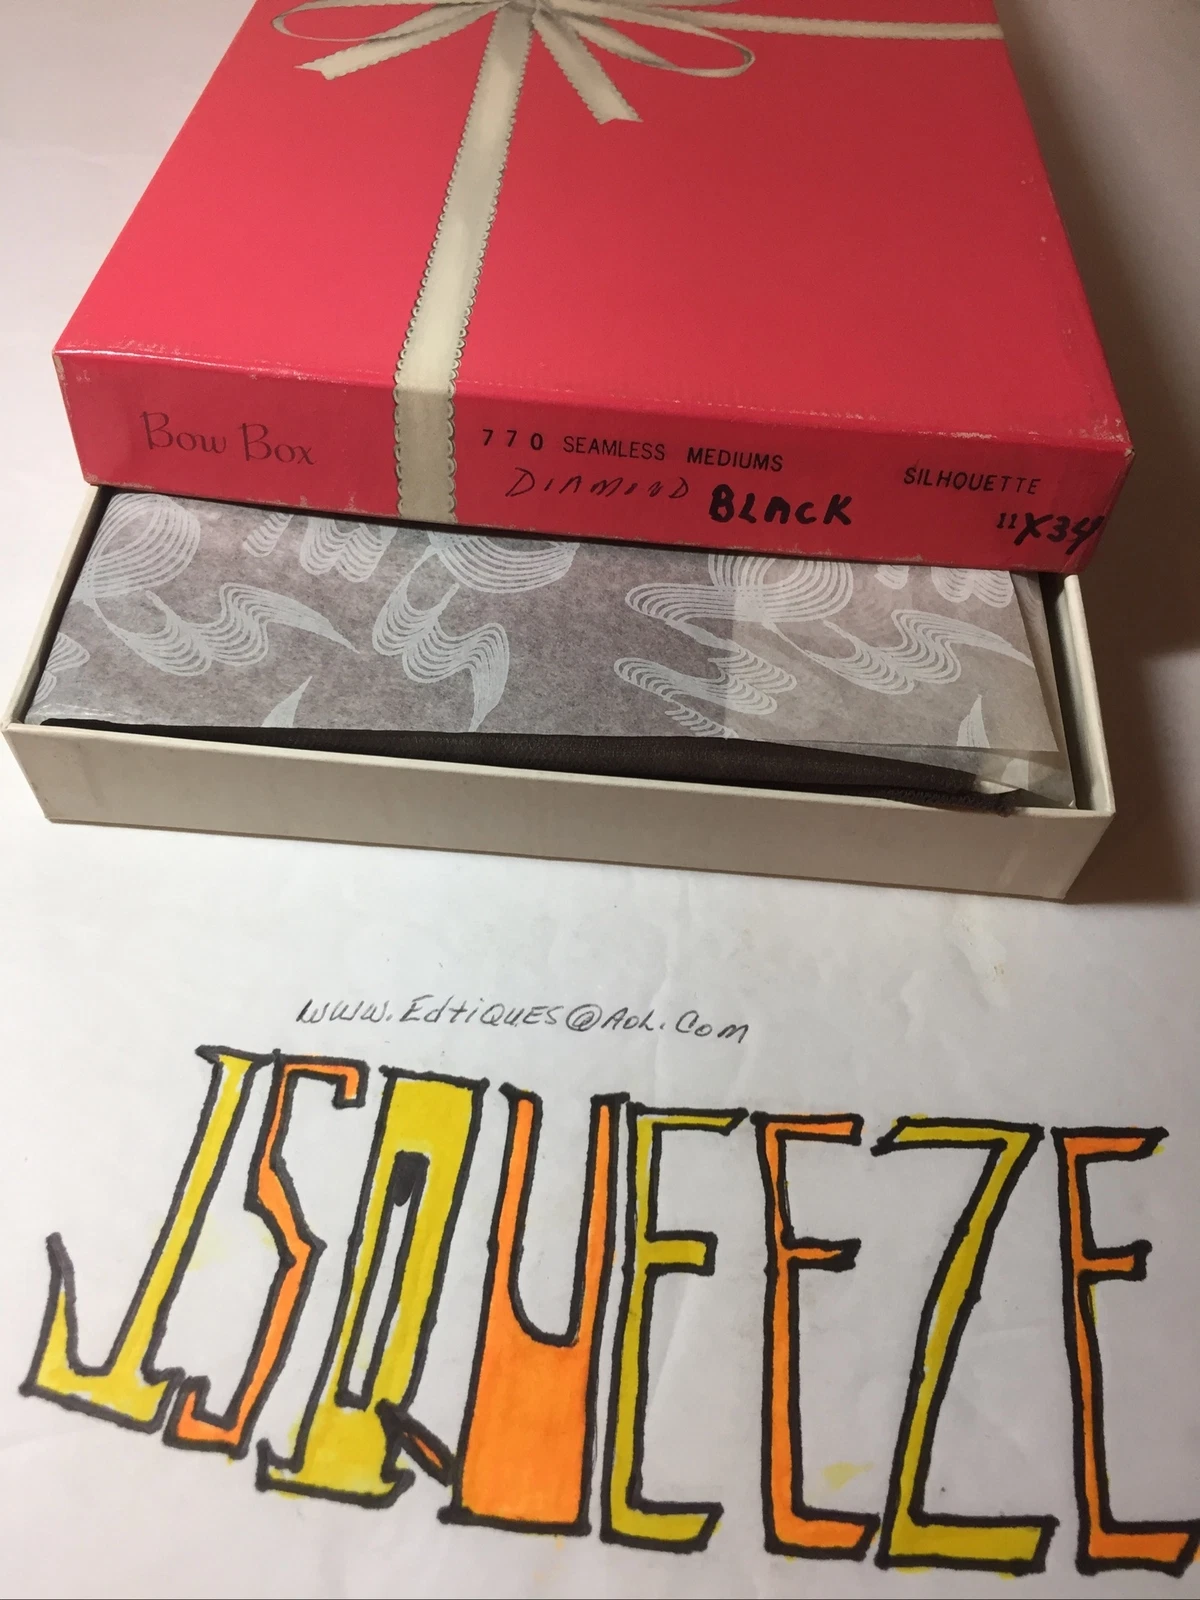 Bow Box
770 SEAMLESS MEDIUMS SILHOUETTE
DIAMOND BLACK 11X34
WWW.EdtiQUES@AOL.COM
JSQUEEZE